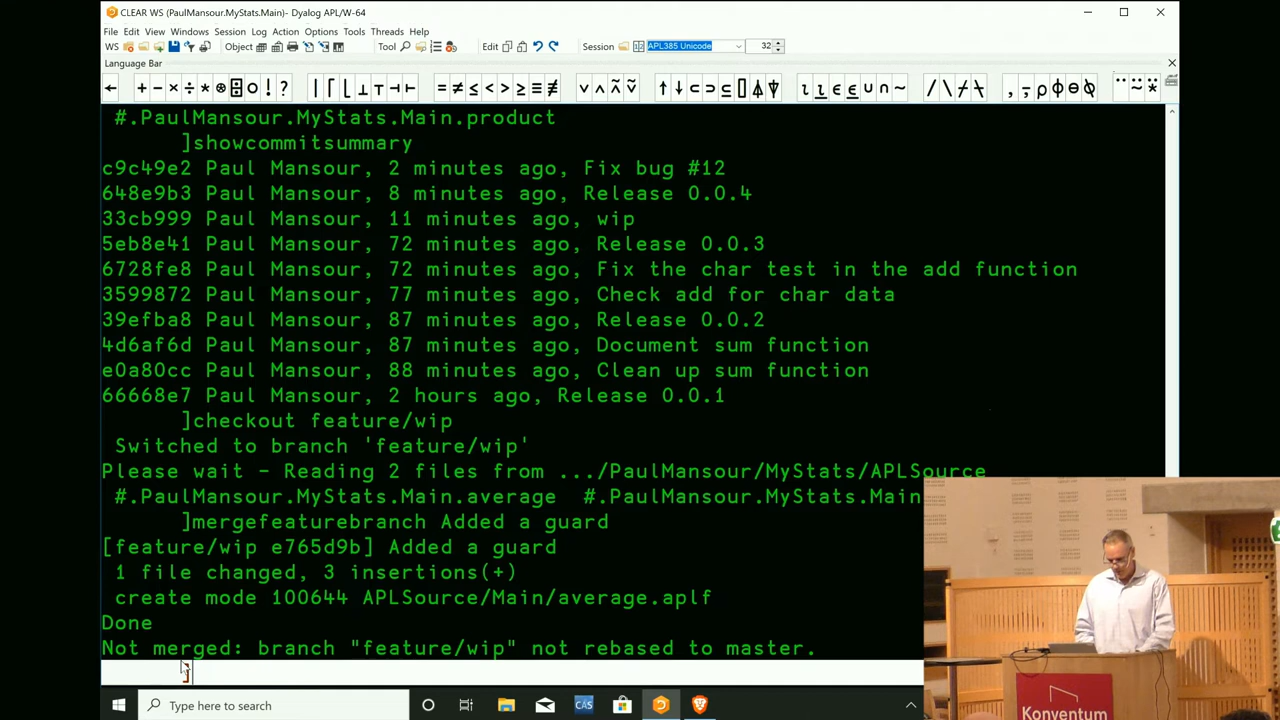 CLEAR WS (PaulMansour.MyStats.Main)- Dyalog APL/W-64
File Edit View Windows Session Log Action Options Tools Threads Help
WS Object Tool Edit Session APL385 Unicode 32
Language Bar
#.PaulMansour.MyStats.Main.product
]showcommitsummary
c9c49e2 Paul Mansour, 2 minutes ago, Fix bug #12
648e9b3 Paul Mansour, 8 minutes ago, Release 0.0.4
33cb999 Paul Mansour, 11 minutes ago, wip
5eb8e41 Paul Mansour, 72 minutes ago, Release 0.0.3
6728fe8 Paul Mansour, 72 minutes ago, Fix the char test in the add function
3599872 Paul Mansour, 77 minutes ago, Check add for char data
39efba8 Paul Mansour, 87 minutes ago, Release 0.0.2
4d6af6d Paul Mansour, 87 minutes ago, Document sum function
e0a80cc Paul Mansour, 88 minutes ago, Clean up sum function
66668e7 Paul Mansour, 2 hours ago, Release 0.0.1
]checkout feature/wip
Switched to branch 'feature/wip'
Please wait - Reading 2 files from .../PaulMansour/MyStats/APLSource
#.PaulMansour.MyStats.Main.average #.PaulMansour.MyStats.Main
]mergefeaturebranch Added a guard
[feature/wip e765d9b] Added a guard
1 file changed, 3 insertions(+)
create mode 100644 APLSource/Main/average.aplf
Done
Not merged: branch "feature/wip" not rebased to master.
]
Type here to search
CAS
Konventum